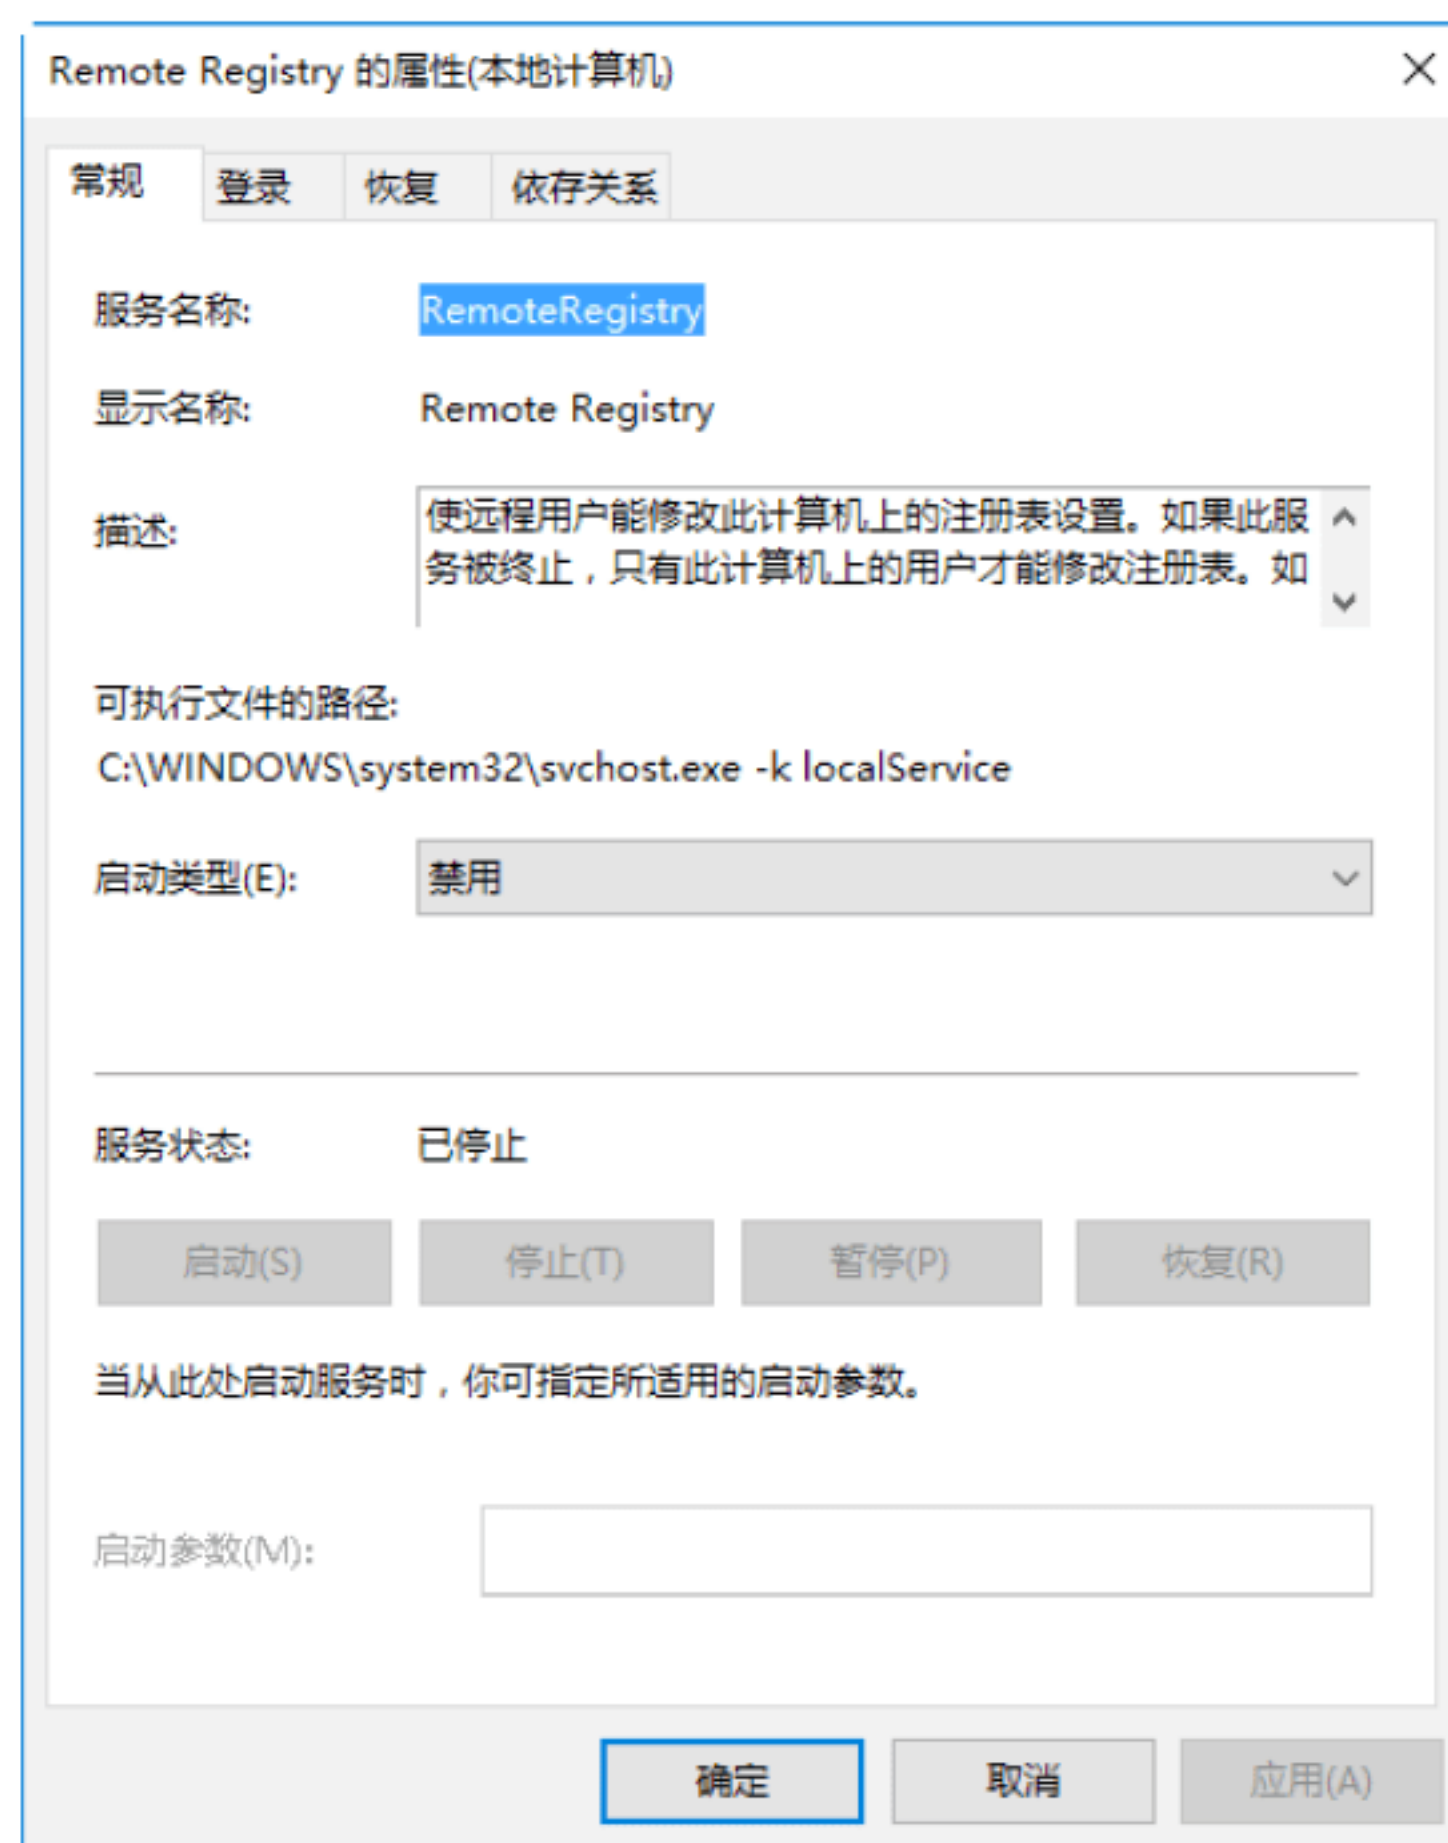 Remote Registry 的属性(本地计算机)
常规 登录 恢复 依存关系
服务名称: RemoteRegistry
显示名称: Remote Registry
描述: 使远程用户能修改此计算机上的注册表设置。如果此服
务被终止，只有此计算机上的用户才能修改注册表。如
可执行文件的路径:
C:\WINDOWS\system32\svchost.exe -k localService
启动类型(E): 禁用
服务状态: 已停止
启动(S) 停止(T) 暂停(P) 恢复(R)
当从此处启动服务时，你可指定所适用的启动参数。
启动参数(M):
确定 取消 应用(A)